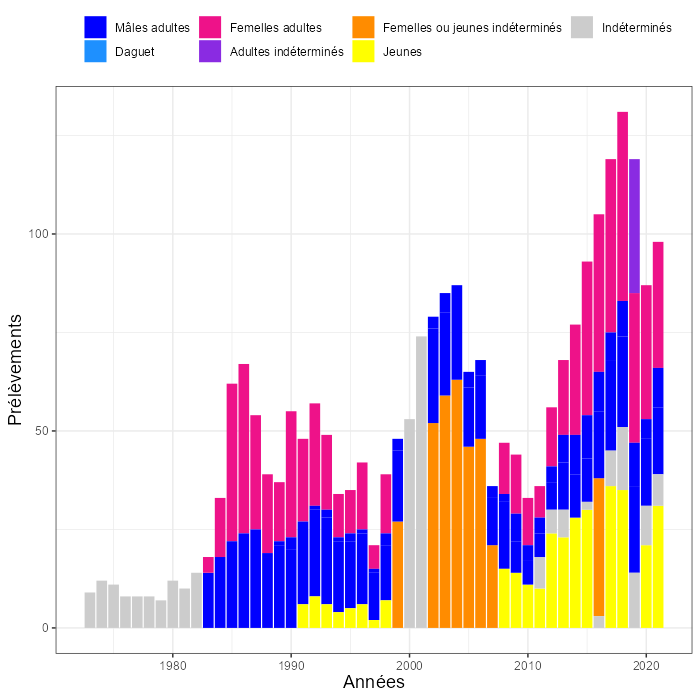 Mâles adultes Femelles adultes Femelles ou jeunes indéterminés Indéterminés
Daguet Adultes indéterminés Jeunes
100
50
0
Prélèvements
1980 1990 2000 2010 2020
Années